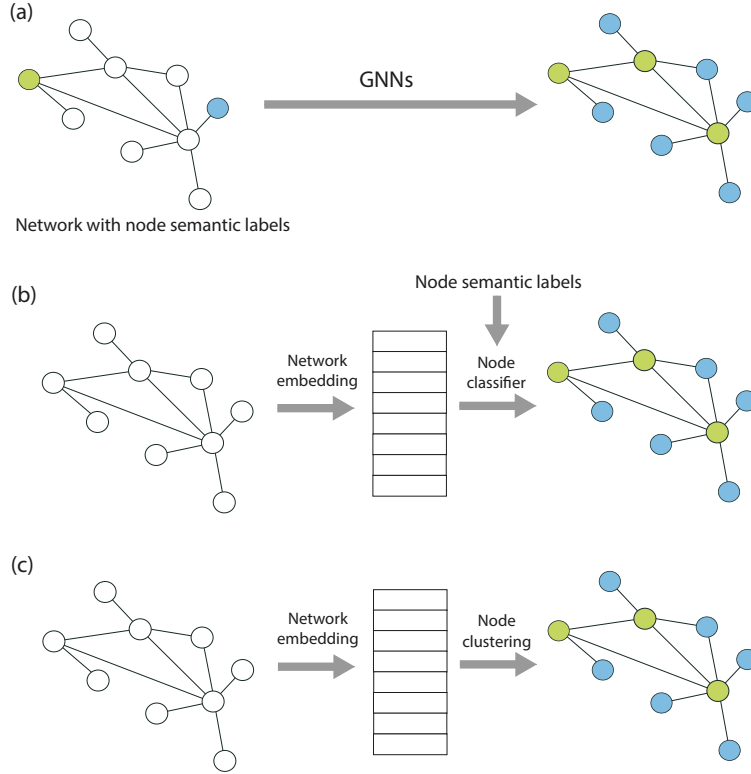 (a)
GNNs
Network with node semantic labels
(b)
Node semantic labels
Network
embedding
Node
classifier
(c)
Network
embedding
Node
clustering